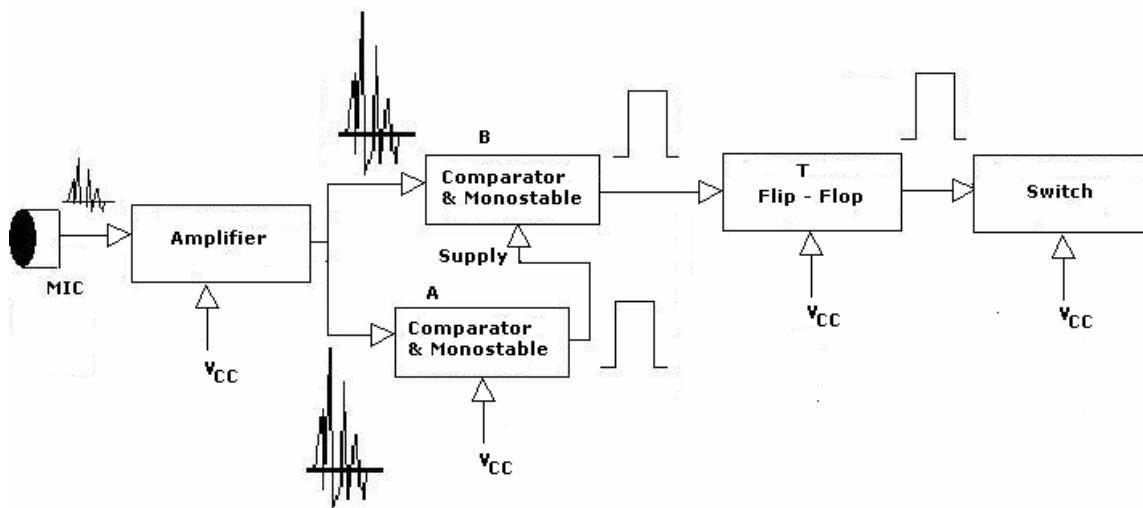 B
Comparator
& Monostable
T
Flip - Flop
Switch
Amplifier
MIC
Supply
A
Comparator
& Monostable
VCC
VCC
VCC
VCC